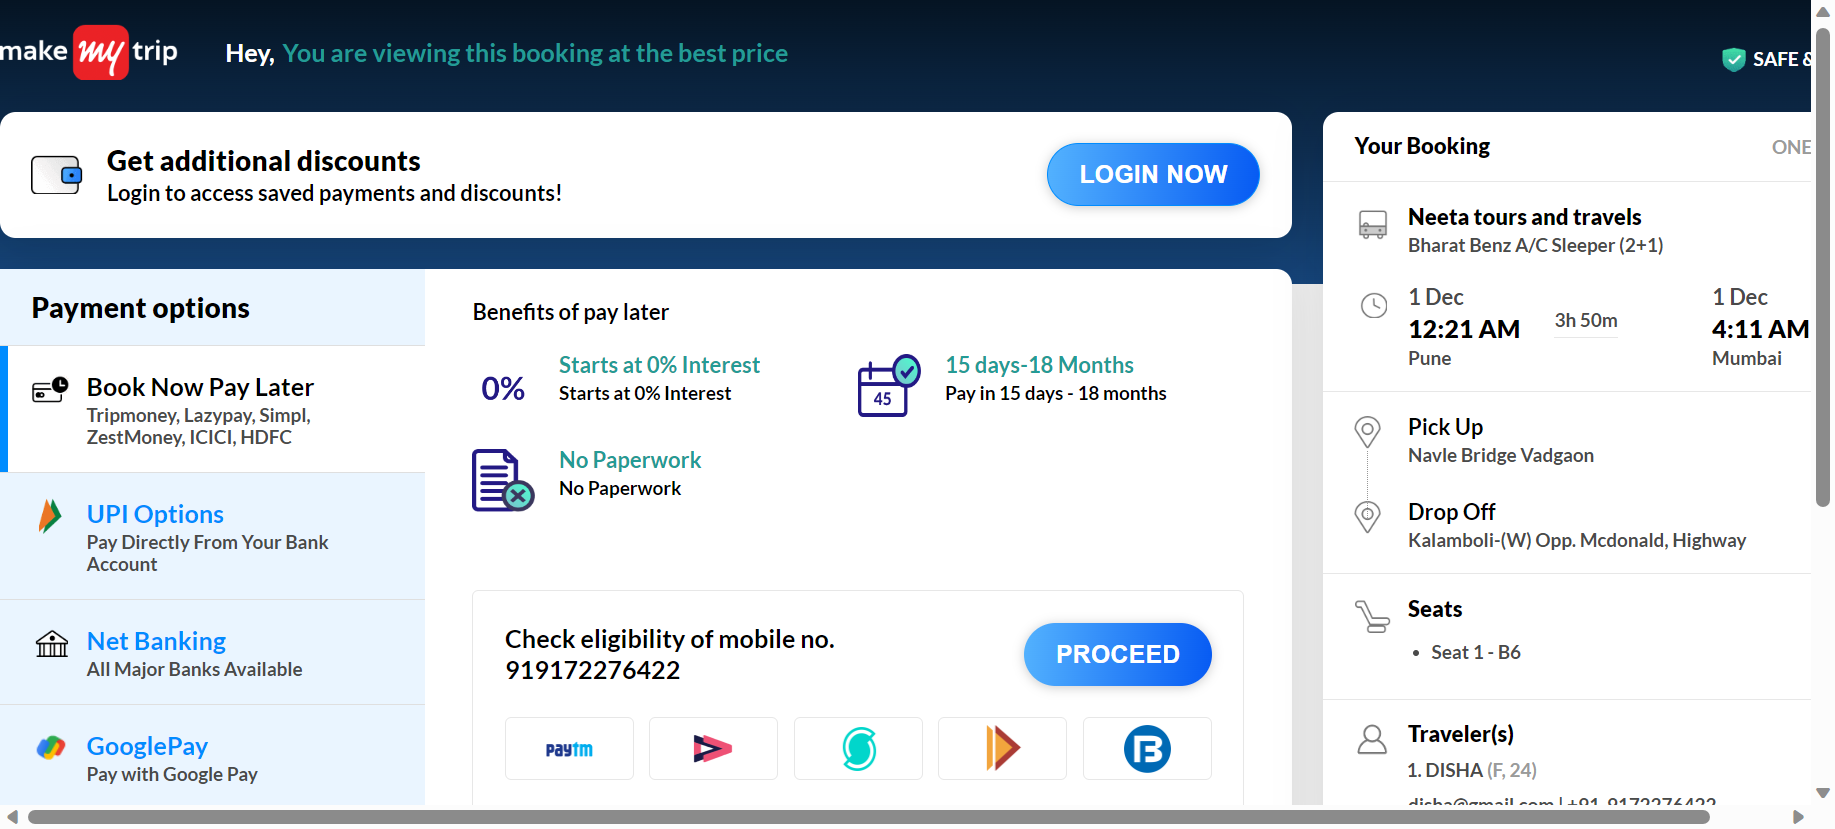 make my trip
Hey, You are viewing this booking at the best price
SAFE &
Get additional discounts
Login to access saved payments and discounts!
LOGIN NOW
Payment options
Book Now Pay Later
Tripmoney, Lazypay, Simpl,
ZestMoney, ICICI, HDFC
UPI Options
Pay Directly From Your Bank
Account
Net Banking
All Major Banks Available
GooglePay
Pay with Google Pay
Benefits of pay later
0%
Starts at 0% Interest
Starts at 0% Interest
45
15 days-18 Months
Pay in 15 days - 18 months
No Paperwork
No Paperwork
Check eligibility of mobile no.
919172276422
PROCEED
paytm
B
Your Booking
ONE
Neeta tours and travels
Bharat Benz A/C Sleeper (2+1)
1 Dec
12:21 AM
Pune
3h 50m
1 Dec
4:11 AM
Mumbai
Pick Up
Navle Bridge Vadgaon
Drop Off
Kalamboli-(W) Opp. Mcdonald, Highway
Seats
• Seat 1 - B6
Traveler(s)
1. DISHA (F, 24)
disha@gmail.com | +91-9172276422